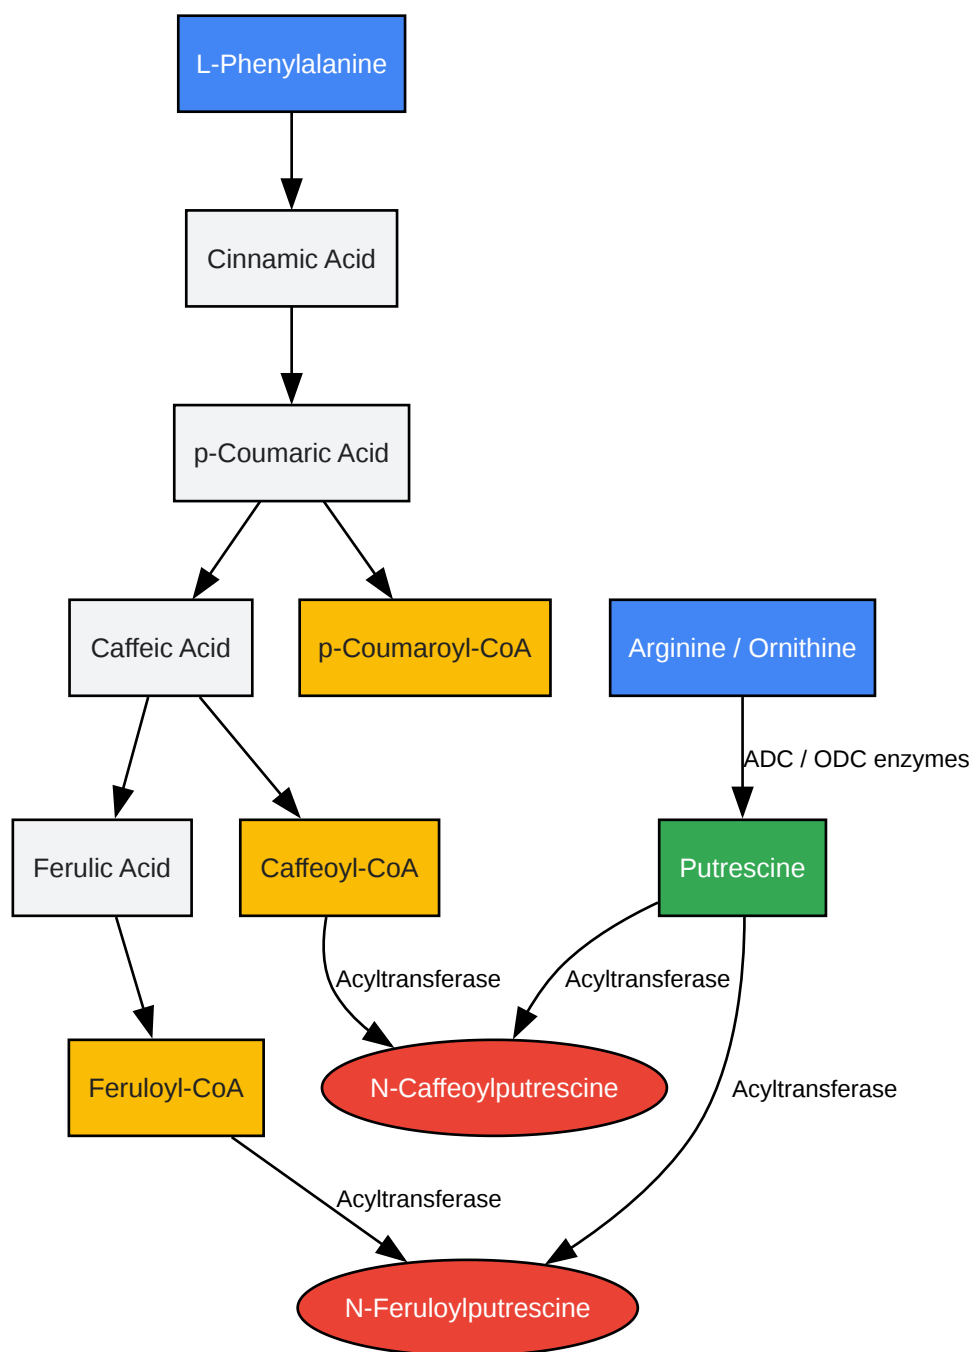 L-Phenylalanine
Cinnamic Acid
p-Coumaric Acid
Caffeic Acid
p-Coumaroyl-CoA
Arginine / Ornithine
ADC / ODC enzymes
Ferulic Acid
Caffeoyl-CoA
Putrescine
Acyltransferase
Acyltransferase
Feruloyl-CoA
N-Caffeoylputrescine
Acyltransferase
Acyltransferase
N-Feruloylputrescine